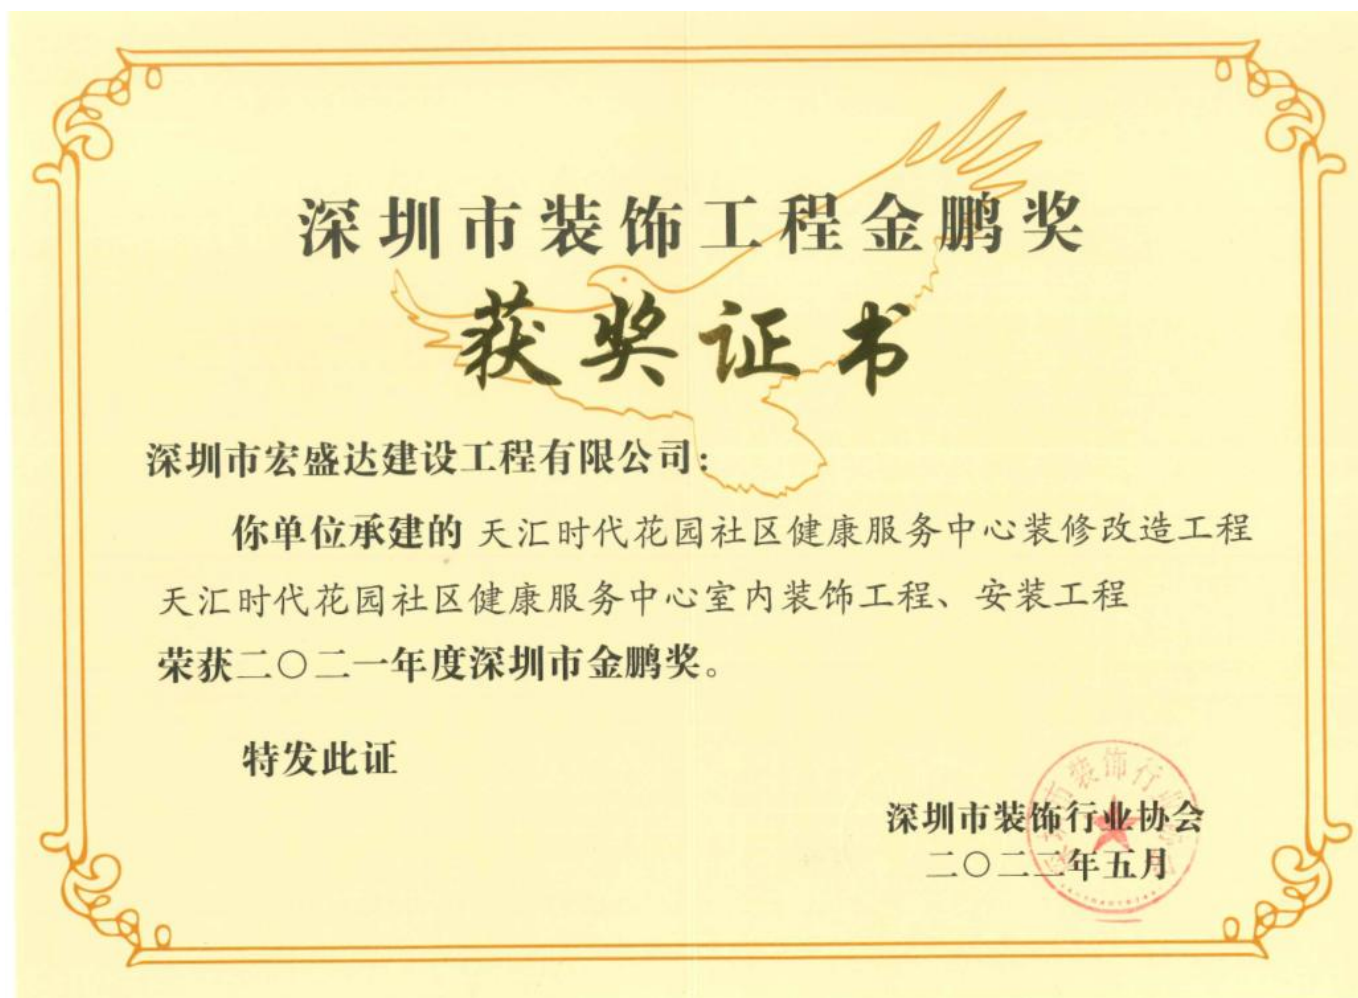 深圳市装饰工程金鹏奖
获奖证书
深圳市宏盛达建设工程有限公司：
你单位承建的 天汇时代花园社区健康服务中心装修改造工程
天汇时代花园社区健康服务中心室内装饰工程、安装工程
荣获二〇二一年度深圳市金鹏奖。
特发此证
深圳市装饰行业协会
二〇二二年五月